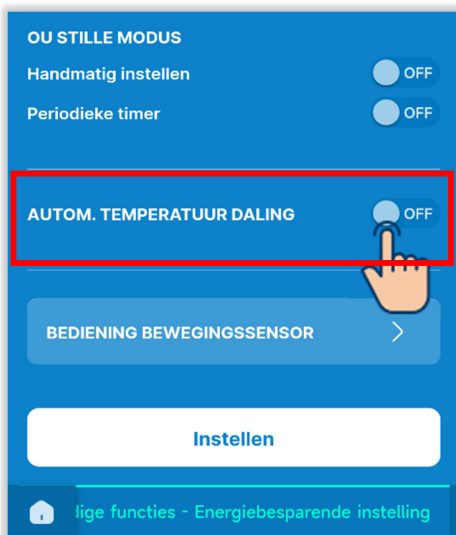 OU STILLE MODUS
Handmatig instellen OFF
Periodieke timer OFF
AUTOM. TEMPERATUUR DALING OFF
BEDIENING BEWEGINGSSENSOR
Instellen
functies - Energiebesparende instelling